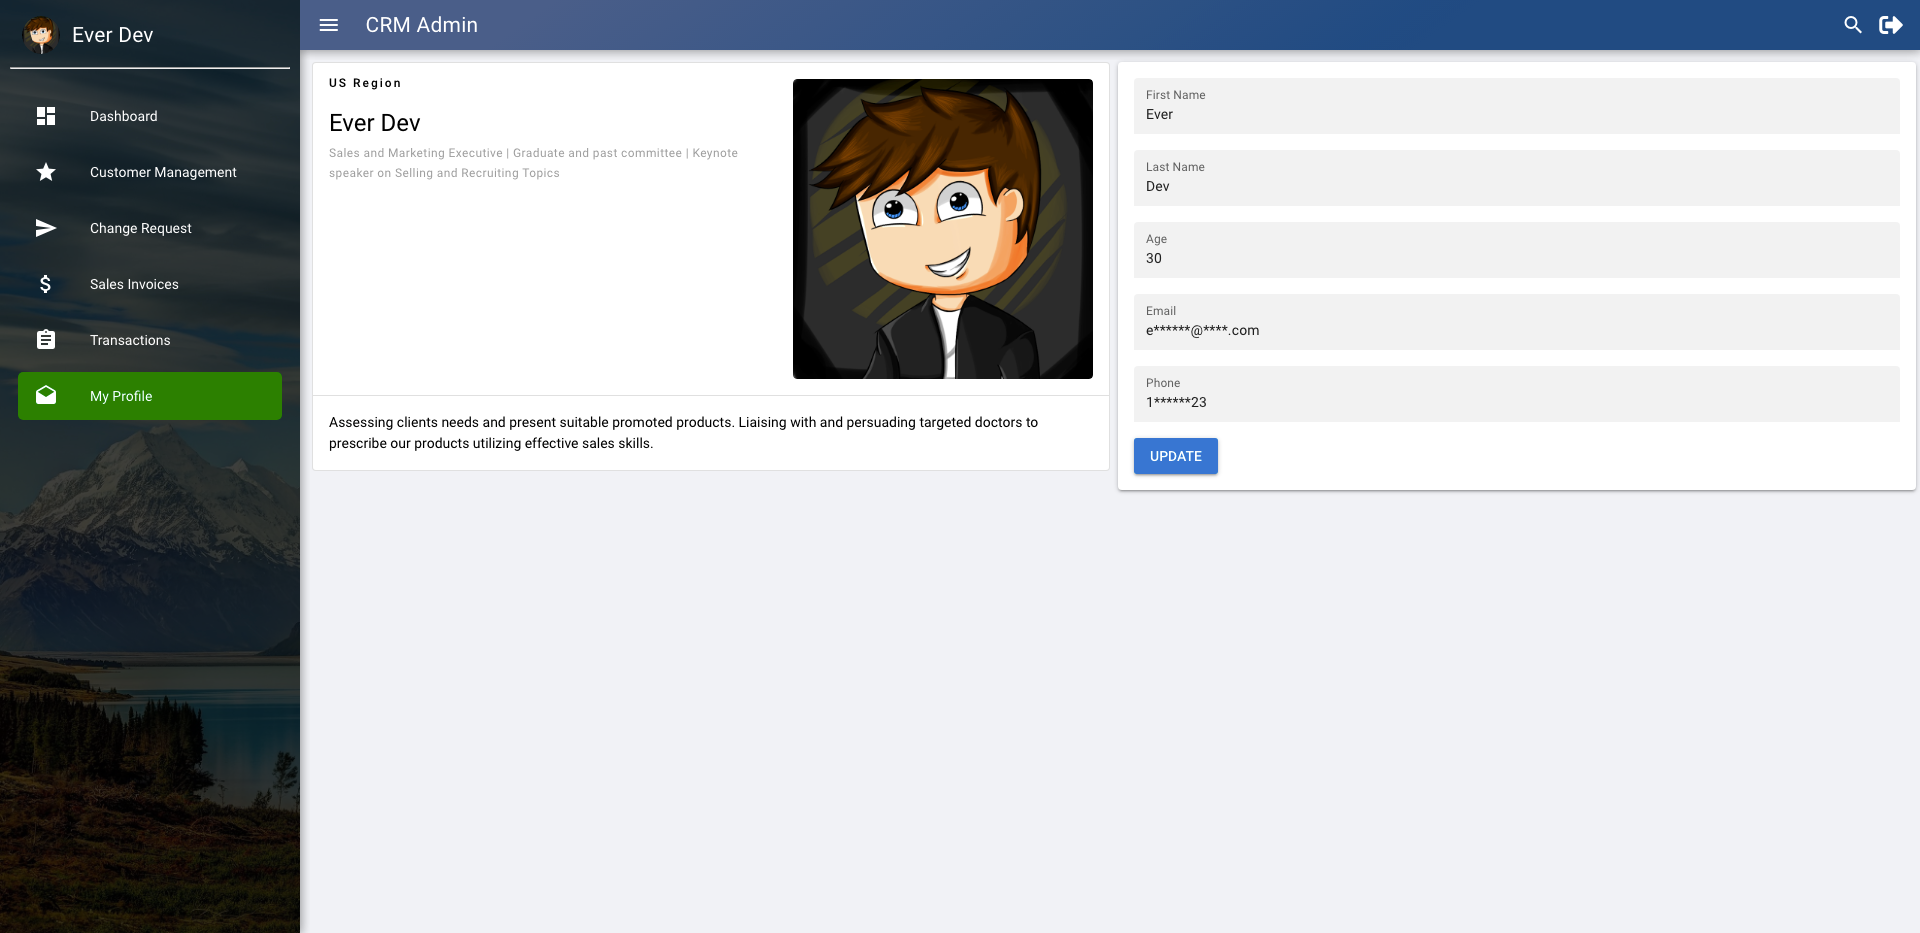 Ever Dev
Dashboard
Customer Management
Change Request
Sales Invoices
Transactions
My Profile
CRM Admin
US Region
Ever Dev
Sales and Marketing Executive | Graduate and past committee | Keynote
speaker on Selling and Recruiting Topics
Assessing clients needs and present suitable promoted products. Liaising with and persuading targeted doctors to
prescribe our products utilizing effective sales skills.
First Name
Ever
Last Name
Dev
Age
30
Email
e******@****.com
Phone
1******23
UPDATE